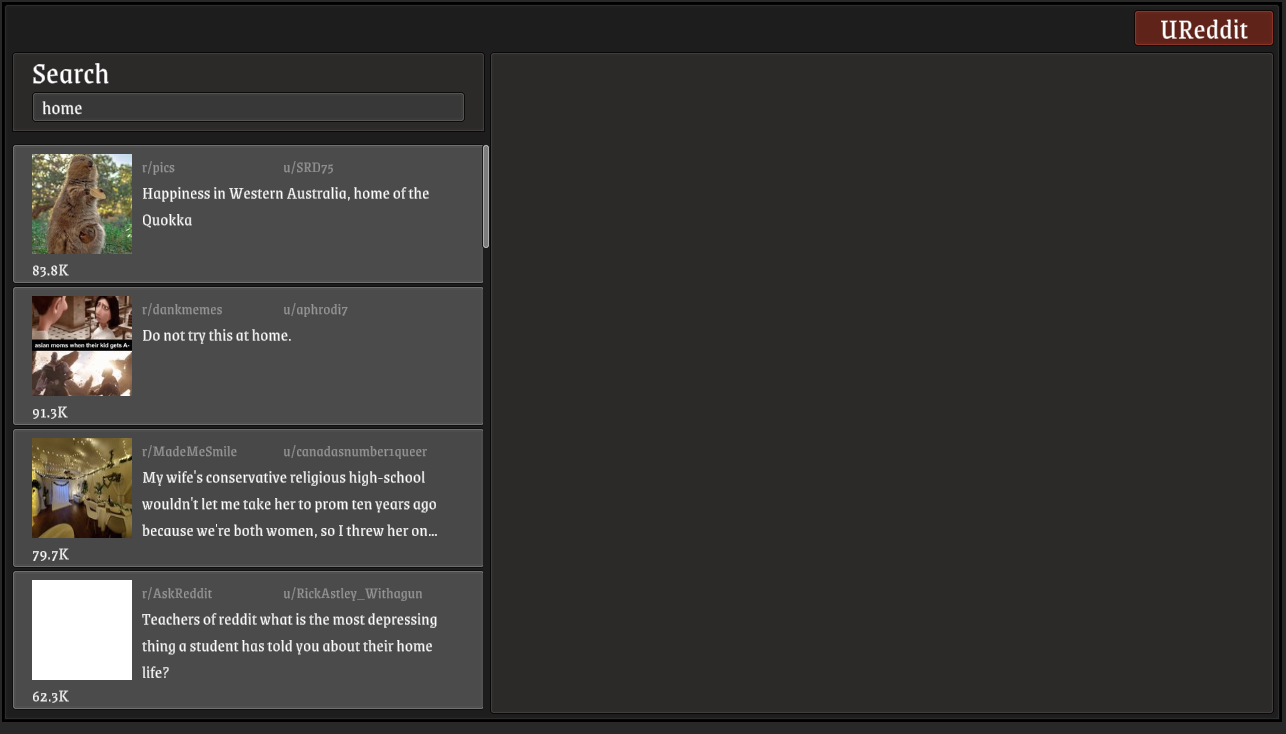 UReddit
Search
home
r/pics u/SRD75
Happiness in Western Australia, home of the
Quokka
83.8K
r/dankmemes u/aphrodi7
Do not try this at home.
asian moms when their kid gets A-
91.3K
r/MadeMeSmile u/canadasnumber1queer
My wife's conservative religious high-school
wouldn't let me take her to prom ten years ago
because we're both women, so I threw her on...
79.7K
r/AskReddit u/RickAstley_Withagun
Teachers of reddit what is the most depressing
thing a student has told you about their home
life?
62.3K